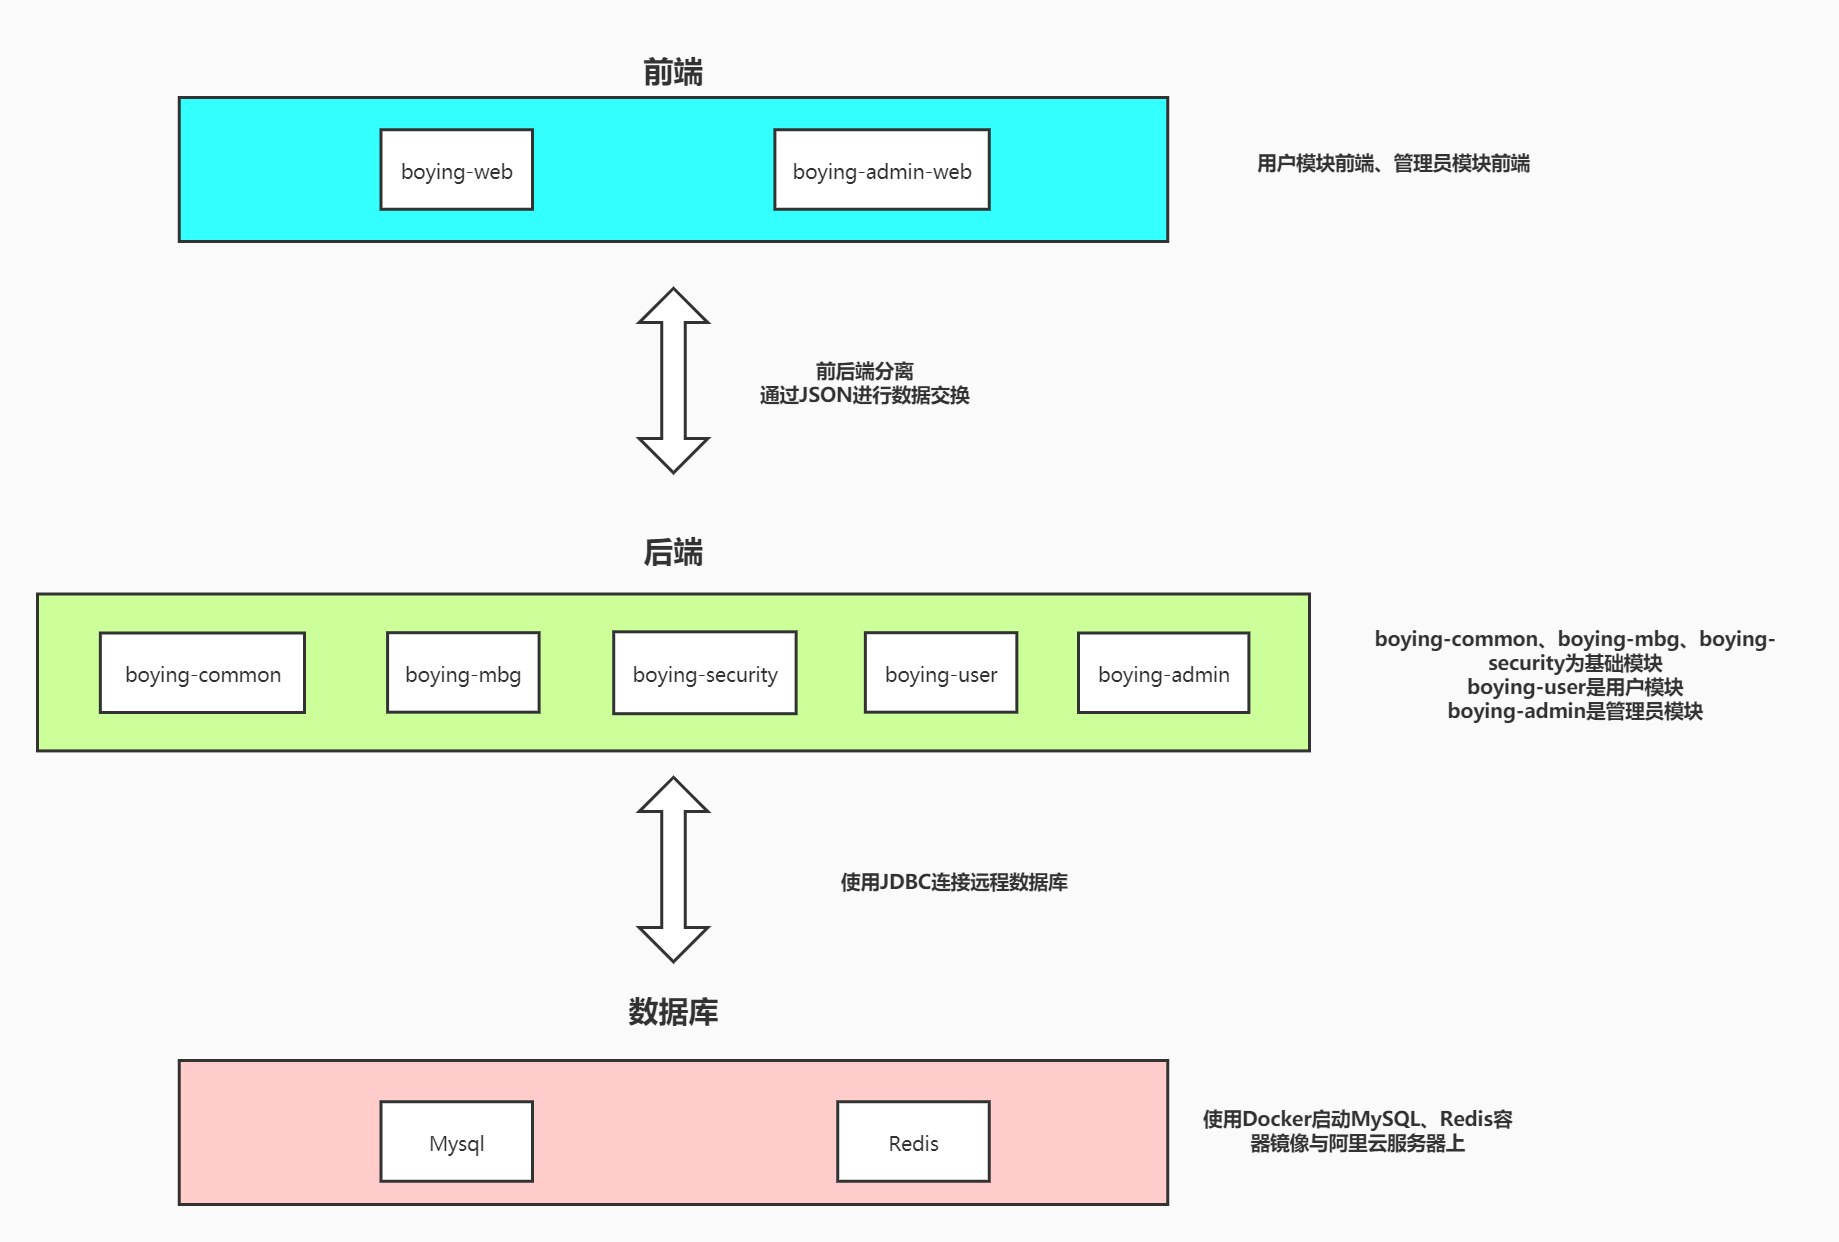 前端
boying-web
boying-admin-web
用户模块前端、管理员模块前端
前后端分离
通过JSON进行数据交换
后端
boying-common
boying-mbg
boying-security
boying-user
boying-admin
boying-common、boying-mbg、boying-
security为基础模块
boying-user是用户模块
boying-admin是管理员模块
使用JDBC连接远程数据库
数据库
Mysql
Redis
使用Docker启动MySQL、Redis容
器镜像与阿里云服务器上